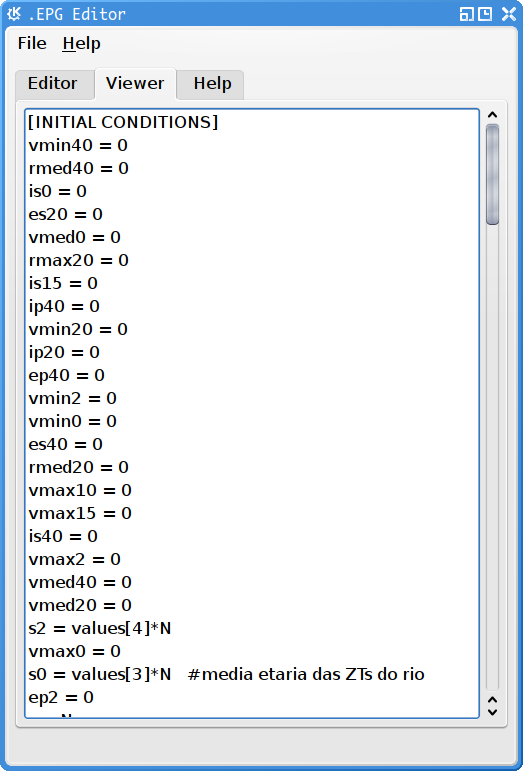 .EPG Editor
File Help
Editor Viewer Help
[INITIAL CONDITIONS]
vmin40 = 0
rmed40 = 0
is0 = 0
es20 = 0
vmed0 = 0
rmax20 = 0
is15 = 0
ip40 = 0
vmin20 = 0
ip20 = 0
ep40 = 0
vmin2 = 0
vmin0 = 0
es40 = 0
rmed20 = 0
vmax10 = 0
vmax15 = 0
is40 = 0
vmax2 = 0
vmed40 = 0
vmed20 = 0
s2 = values[4]*N
vmax0 = 0
s0 = values[3]*N #media etaria das ZTs do rio
ep2 = 0